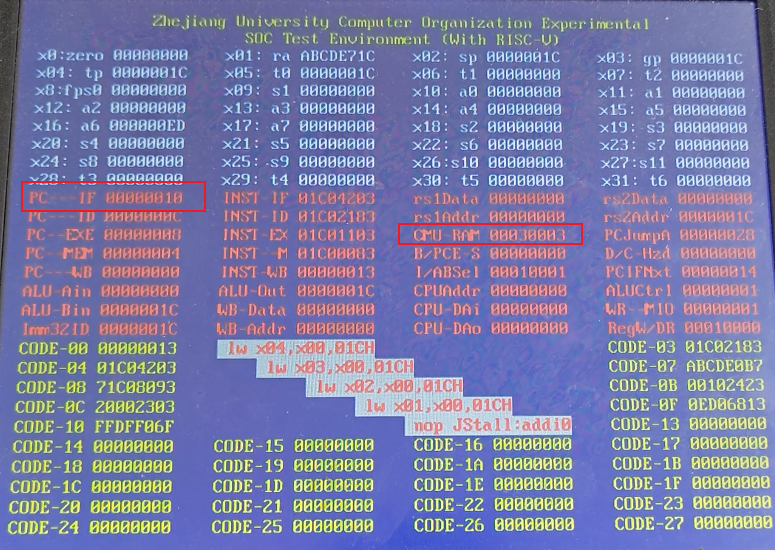 Zhejiang University Computer Organization Experimental
SOC Test Environment (With RISC-V)
x0:zero 00000000 x01: ra ABCDE71C x02: sp 0000001C x03: gp 0000001C
x04: tp 0000001C x05: t0 0000001C x06: t1 00000000 x07: t2 00000000
x8:fps0 00000000 x09: s1 00000000 x10: a0 00000000 x11: a1 00000000
x12: a2 00000000 x13: a3 00000000 x14: a4 00000000 x15: a5 00000000
x16: a6 000000ED x17: a7 00000000 x18: s2 00000000 x19: s3 00000000
x20: s4 00000000 x21: s5 00000000 x22: s6 00000000 x23: s7 00000000
x24: s8 00000000 x25: s9 00000000 x26:s10 00000000 x27:s11 00000000
x28: t3 00000000 x29: t4 00000000 x30: t5 00000000 x31: t6 00000000
PC---IF 00000010 INST-IF 01C04203 rs1Data 00000000 rs2Data 00000000
PC---ID 0000000C INST-ID 01C02183 rs1Addr 00000000 rs2Addr 0000001C
PC--EXE 00000008 INST-EX 01C01103 CMU-RAM 00030003 PCJumpA 00000028
PC--MEM 00000004 INST--M 01C00083 B/PCE-S 00000000 D/C-Hzd 00000000
PC---WB 00000000 INST-WB 00000013 I/ABSel 00010001 PCIFNxt 00000014
ALU-Ain 00000000 ALU-Out 0000001C CPUAddr 00000000 ALUCtrl 00000001
ALU-Bin 0000001C WB-Data 00000000 CPU-DAi 00000000 WR--MIO 00000001
Imm32ID 0000001C WB-Addr 00000000 CPU-DAo 00000000 RegW/DR 00010000
CODE-00 00000013 lw x04,x00,01CH CODE-03 01C02183
CODE-04 01C04203 lw x03,x00,01CH CODE-07 ABCDE0B7
CODE-08 71C08093 lw x02,x00,01CH CODE-0B 00102423
CODE-0C 20002303 lw x01,x00,01CH CODE-0F 0ED06813
CODE-10 FFDFF06F nop JStall:addi0 CODE-13 00000000
CODE-14 00000000 CODE-15 00000000 CODE-16 00000000 CODE-17 00000000
CODE-18 00000000 CODE-19 00000000 CODE-1A 00000000 CODE-1B 00000000
CODE-1C 00000000 CODE-1D 00000000 CODE-1E 00000000 CODE-1F 00000000
CODE-20 00000000 CODE-21 00000000 CODE-22 00000000 CODE-23 00000000
CODE-24 00000000 CODE-25 00000000 CODE-26 00000000 CODE-27 00000000